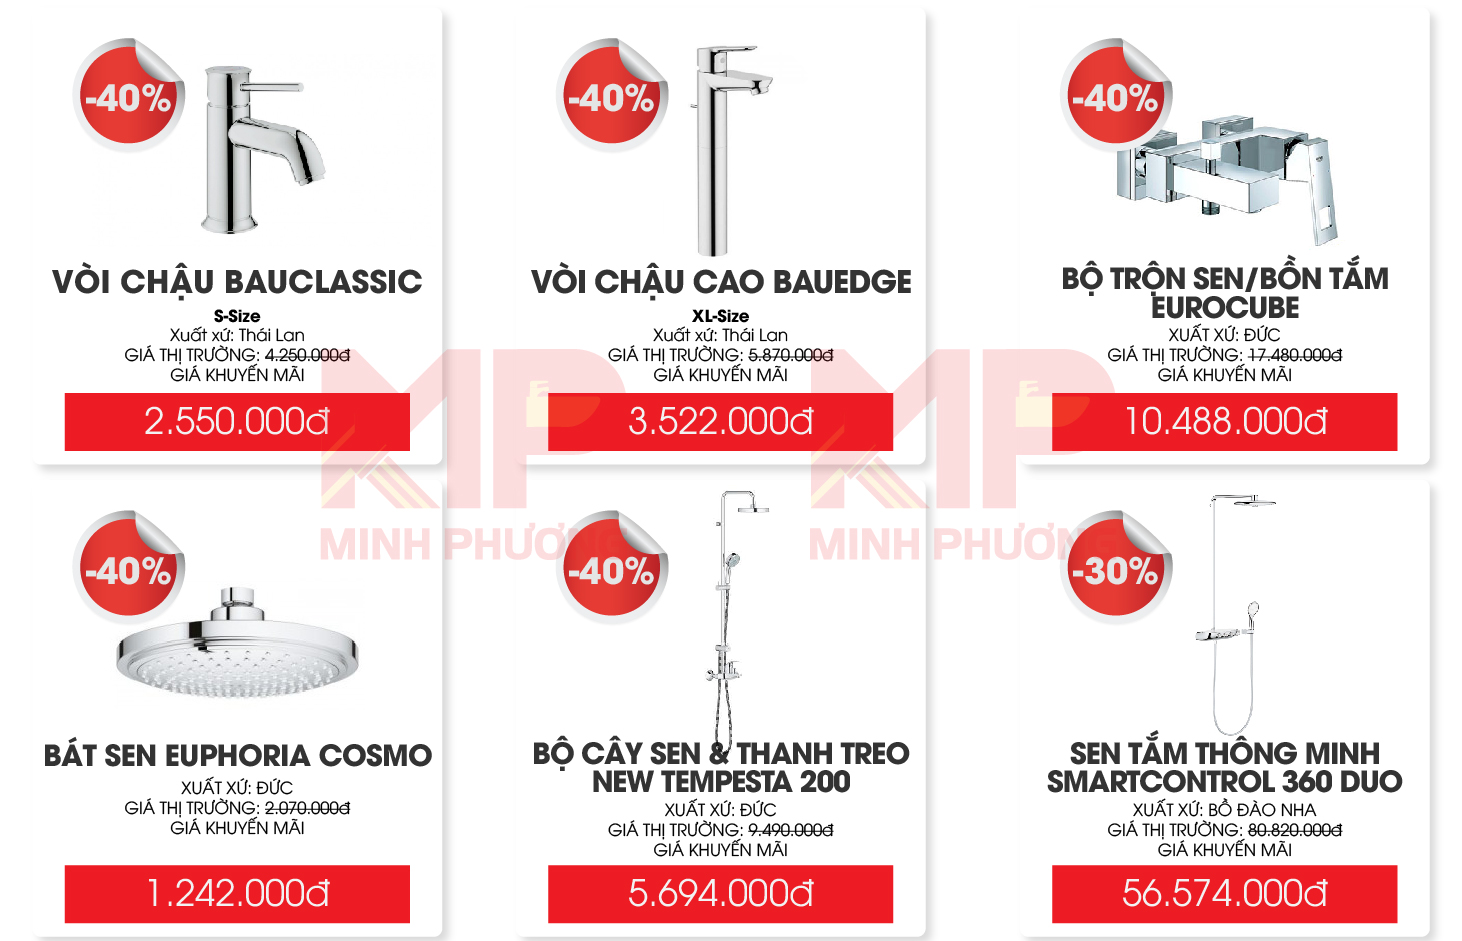 -40%
VÒI CHẬU BAUCLASSIC
S-Size
Xuất xứ: Thái Lan
GIÁ THỊ TRƯỜNG: 4.250.000đ
GIÁ KHUYẾN MÃI
2.550.000đ
-40%
VÒI CHẬU CAO BAUEDGE
XL-Size
Xuất xứ: Thái Lan
GIÁ THỊ TRƯỜNG: 5.870.000đ
GIÁ KHUYẾN MÃI
3.522.000đ
-40%
BỘ TRỘN SEN/BỒN TẮM
EUROCUBE
XUẤT XỨ: ĐỨC
GIÁ THỊ TRƯỜNG: 17.480.000đ
GIÁ KHUYẾN MÃI
10.488.000đ
MP
MINH PHƯƠNG
MP
MINH PHƯƠNG
-40%
BÁT SEN EUPHORIA COSMO
XUẤT XỨ: ĐỨC
GIÁ THỊ TRƯỜNG: 2.070.000đ
GIÁ KHUYẾN MÃI
1.242.000đ
-40%
BỘ CÂY SEN & THANH TREO
NEW TEMPESTA 200
XUẤT XỨ: ĐỨC
GIÁ THỊ TRƯỜNG: 9.490.000đ
GIÁ KHUYẾN MÃI
5.694.000đ
-30%
SEN TẮM THÔNG MINH
SMARTCONTROL 360 DUO
XUẤT XỨ: BỒ ĐÀO NHA
GIÁ THỊ TRƯỜNG: 80.820.000đ
GIÁ KHUYẾN MÃI
56.574.000đ